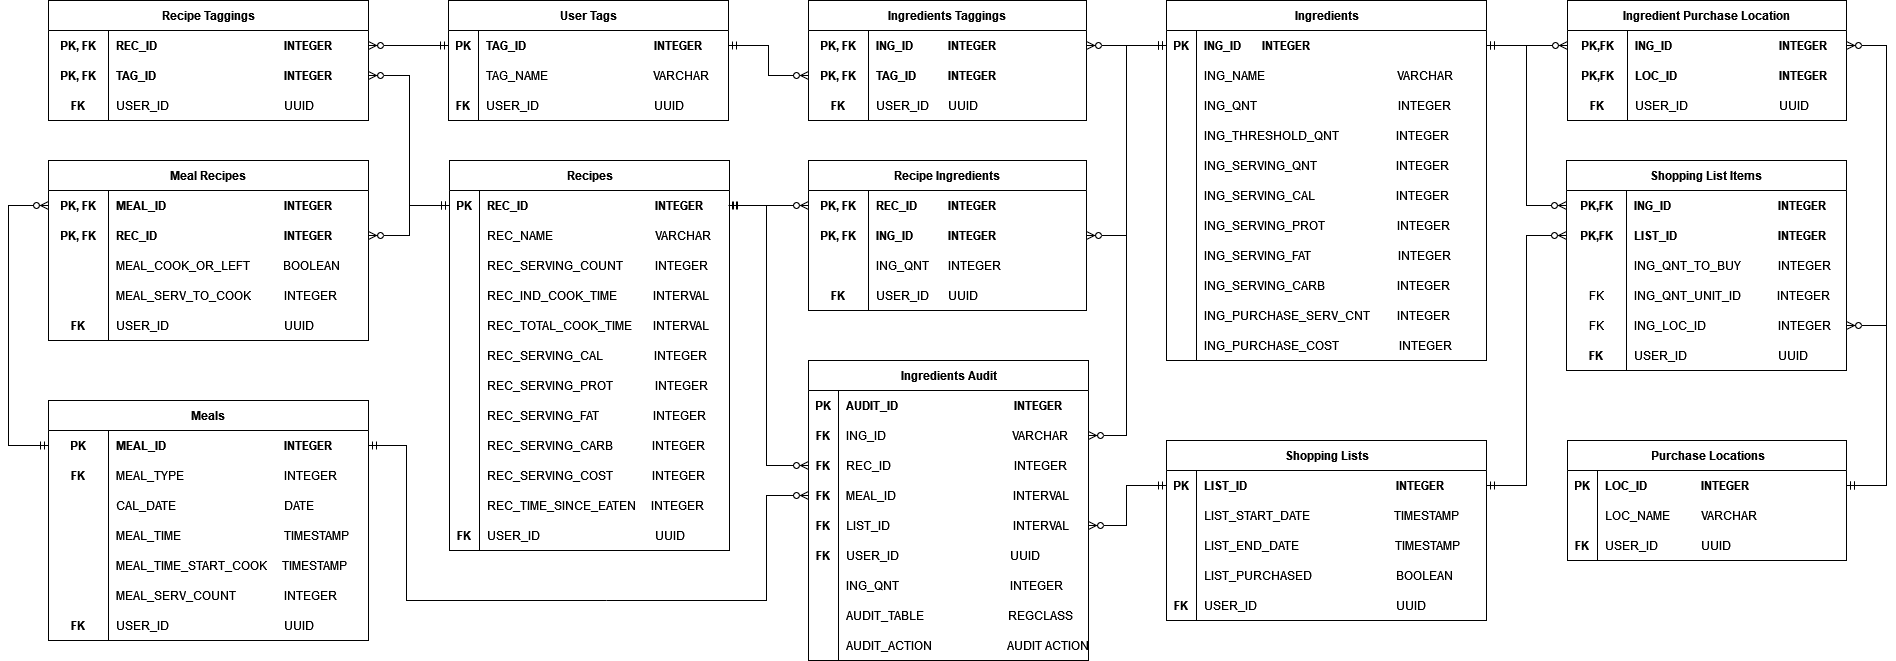 Recipe Taggings
PK, FK REC_ID INTEGER
PK, FK TAG_ID INTEGER
FK USER_ID UUID
User Tags
PK TAG_ID INTEGER
TAG_NAME VARCHAR
FK USER_ID UUID
Ingredients Taggings
PK, FK ING_ID INTEGER
PK, FK TAG_ID INTEGER
FK USER_ID UUID
Ingredients
PK ING_ID INTEGER
ING_NAME VARCHAR
ING_QNT INTEGER
ING_THRESHOLD_QNT INTEGER
ING_SERVING_QNT INTEGER
ING_SERVING_CAL INTEGER
ING_SERVING_PROT INTEGER
ING_SERVING_FAT INTEGER
ING_SERVING_CARB INTEGER
ING_PURCHASE_SERV_CNT INTEGER
ING_PURCHASE_COST INTEGER
Ingredient Purchase Location
PK,FK ING_ID INTEGER
PK,FK LOC_ID INTEGER
FK USER_ID UUID
Meal Recipes
PK, FK MEAL_ID INTEGER
PK, FK REC_ID INTEGER
MEAL_COOK_OR_LEFT BOOLEAN
MEAL_SERV_TO_COOK INTEGER
FK USER_ID UUID
Recipes
PK REC_ID INTEGER
REC_NAME VARCHAR
REC_SERVING_COUNT INTEGER
REC_IND_COOK_TIME INTERVAL
REC_TOTAL_COOK_TIME INTERVAL
REC_SERVING_CAL INTEGER
REC_SERVING_PROT INTEGER
REC_SERVING_FAT INTEGER
REC_SERVING_CARB INTEGER
REC_SERVING_COST INTEGER
REC_TIME_SINCE_EATEN INTEGER
FK USER_ID UUID
Recipe Ingredients
PK, FK REC_ID INTEGER
PK, FK ING_ID INTEGER
ING_QNT INTEGER
FK USER_ID UUID
Shopping List Items
PK,FK ING_ID INTEGER
PK,FK LIST_ID INTEGER
ING_QNT_TO_BUY INTEGER
FK ING_QNT_UNIT_ID INTEGER
FK ING_LOC_ID INTEGER
FK USER_ID UUID
Ingredients Audit
PK AUDIT_ID INTEGER
FK ING_ID VARCHAR
FK REC_ID INTEGER
FK MEAL_ID INTERVAL
FK LIST_ID INTERVAL
FK USER_ID UUID
ING_QNT INTEGER
AUDIT_TABLE REGCLASS
AUDIT_ACTION AUDIT ACTION
Meals
PK MEAL_ID INTEGER
FK MEAL_TYPE INTEGER
CAL_DATE DATE
MEAL_TIME TIMESTAMP
MEAL_TIME_START_COOK TIMESTAMP
MEAL_SERV_COUNT INTEGER
FK USER_ID UUID
Shopping Lists
PK LIST_ID INTEGER
LIST_START_DATE TIMESTAMP
LIST_END_DATE TIMESTAMP
LIST_PURCHASED BOOLEAN
FK USER_ID UUID
Purchase Locations
PK LOC_ID INTEGER
LOC_NAME VARCHAR
FK USER_ID UUID